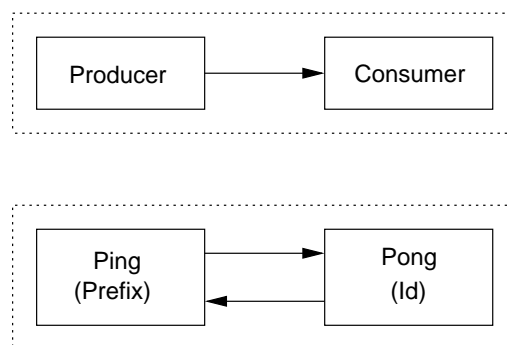 Producer
Consumer
Ping
(Prefix)
Pong
(Id)